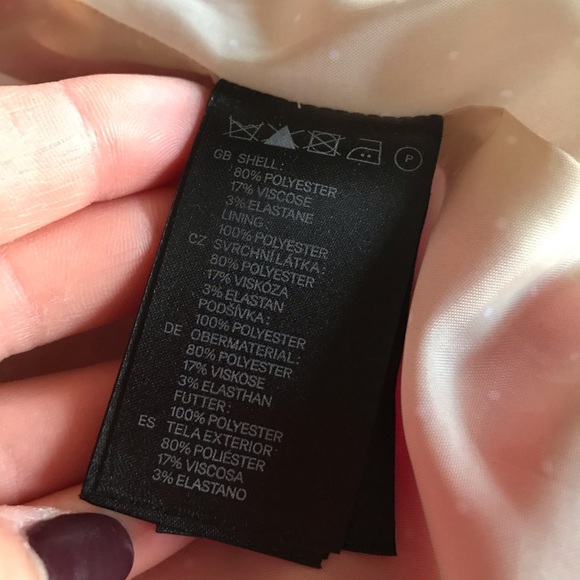 P
GB SHELL:
80% POLYESTER
17% VISCOSE
3% ELASTANE
LINING:
100% POLYESTER
CZ SVRCHNI LÁTKA:
80% POLYESTER
17% VISKÓZA
3% ELASTAN
PODŠÍVKA:
100% POLYESTER
DE OBERMATERIAL:
80% POLYESTER
17% VISKOSE
3% ELASTHAN
FUTTER:
100% POLYESTER
ES TELA EXTERIOR:
80% POLIÉSTER
17% VISCOSA
3% ELASTANO